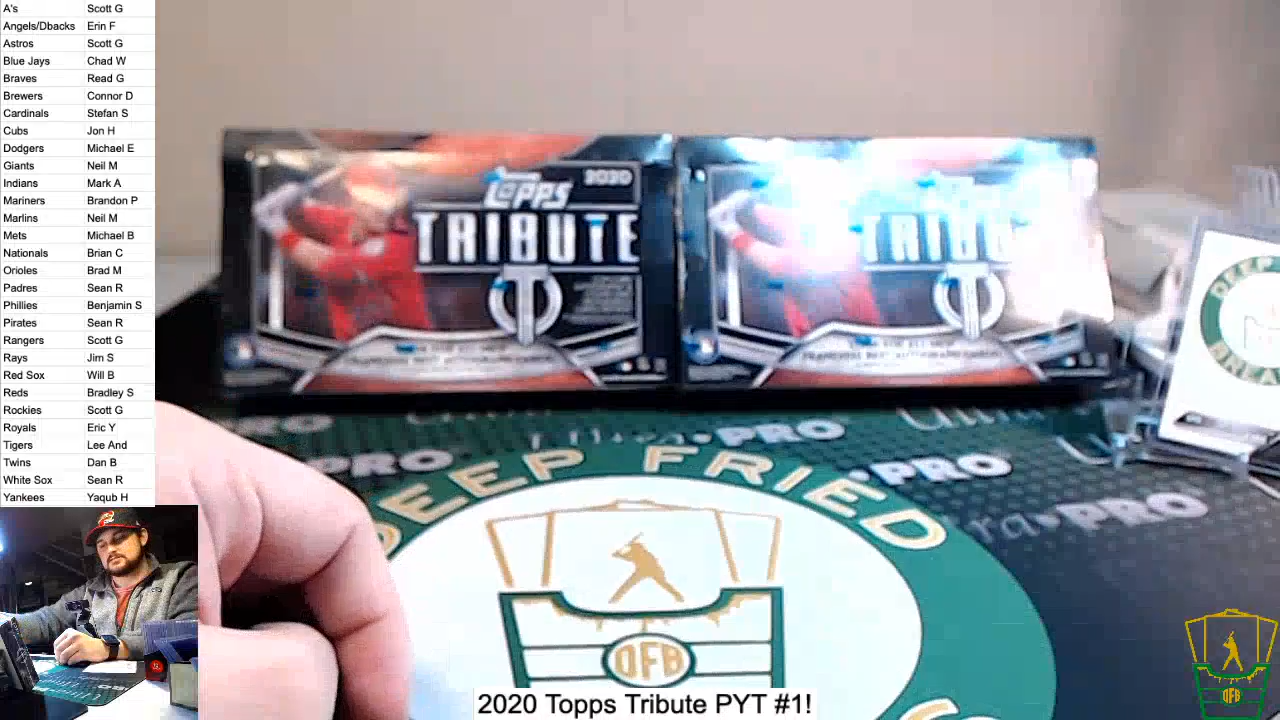 A's Scott G
Angels/Dbacks Erin F
Astros Scott G
Blue Jays Chad W
Braves Read G
Brewers Connor D
Cardinals Stefan S
Cubs Jon H
Dodgers Michael E
Giants Neil M
Indians Mark A
Mariners Brandon P
Marlins Neil M
Mets Michael B
Nationals Brian C
Orioles Brad M
Padres Sean R
Phillies Benjamin S
Pirates Sean R
Rangers Scott G
Rays Jim S
Red Sox Will B
Reds Bradley S
Rockies Scott G
Royals Eric Y
Tigers Lee And
Twins Dan B
White Sox Sean R
Yankees Yaqub H
Topps 2020
TRIBUTE
TRIBU
DEEP FRIED
PRO
PRO
PRO
PRO
DEEP
DFB
DFB
2020 Topps Tribute PYT #1!